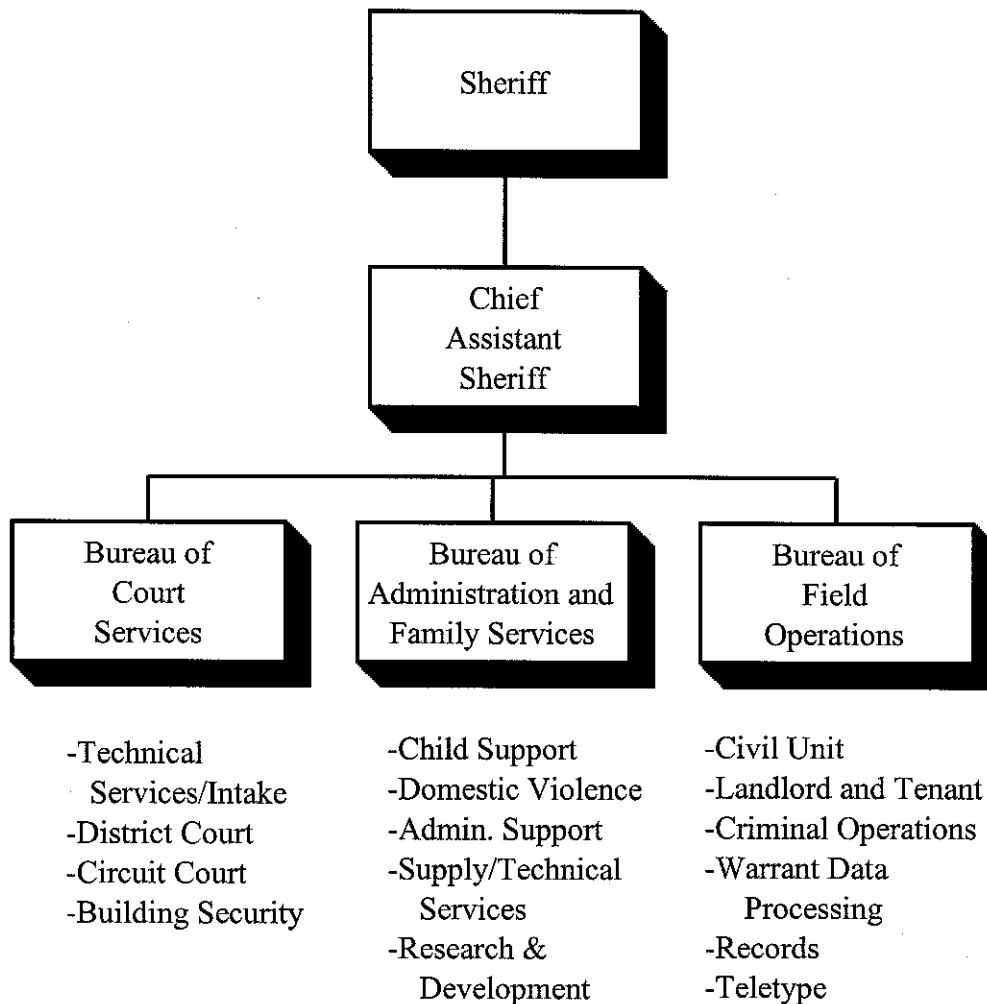 Sheriff
Chief
Assistant
Sheriff
Bureau of
Court
Services
-Technical
Services/Intake
-District Court
-Circuit Court
-Building Security
Bureau of
Administration and
Family Services
-Child Support
-Domestic Violence
-Admin. Support
-Supply/Technical
Services
-Research &
Development
Bureau of
Field
Operations
-Civil Unit
-Landlord and Tenant
-Criminal Operations
-Warrant Data
Processing
-Records
-Teletype